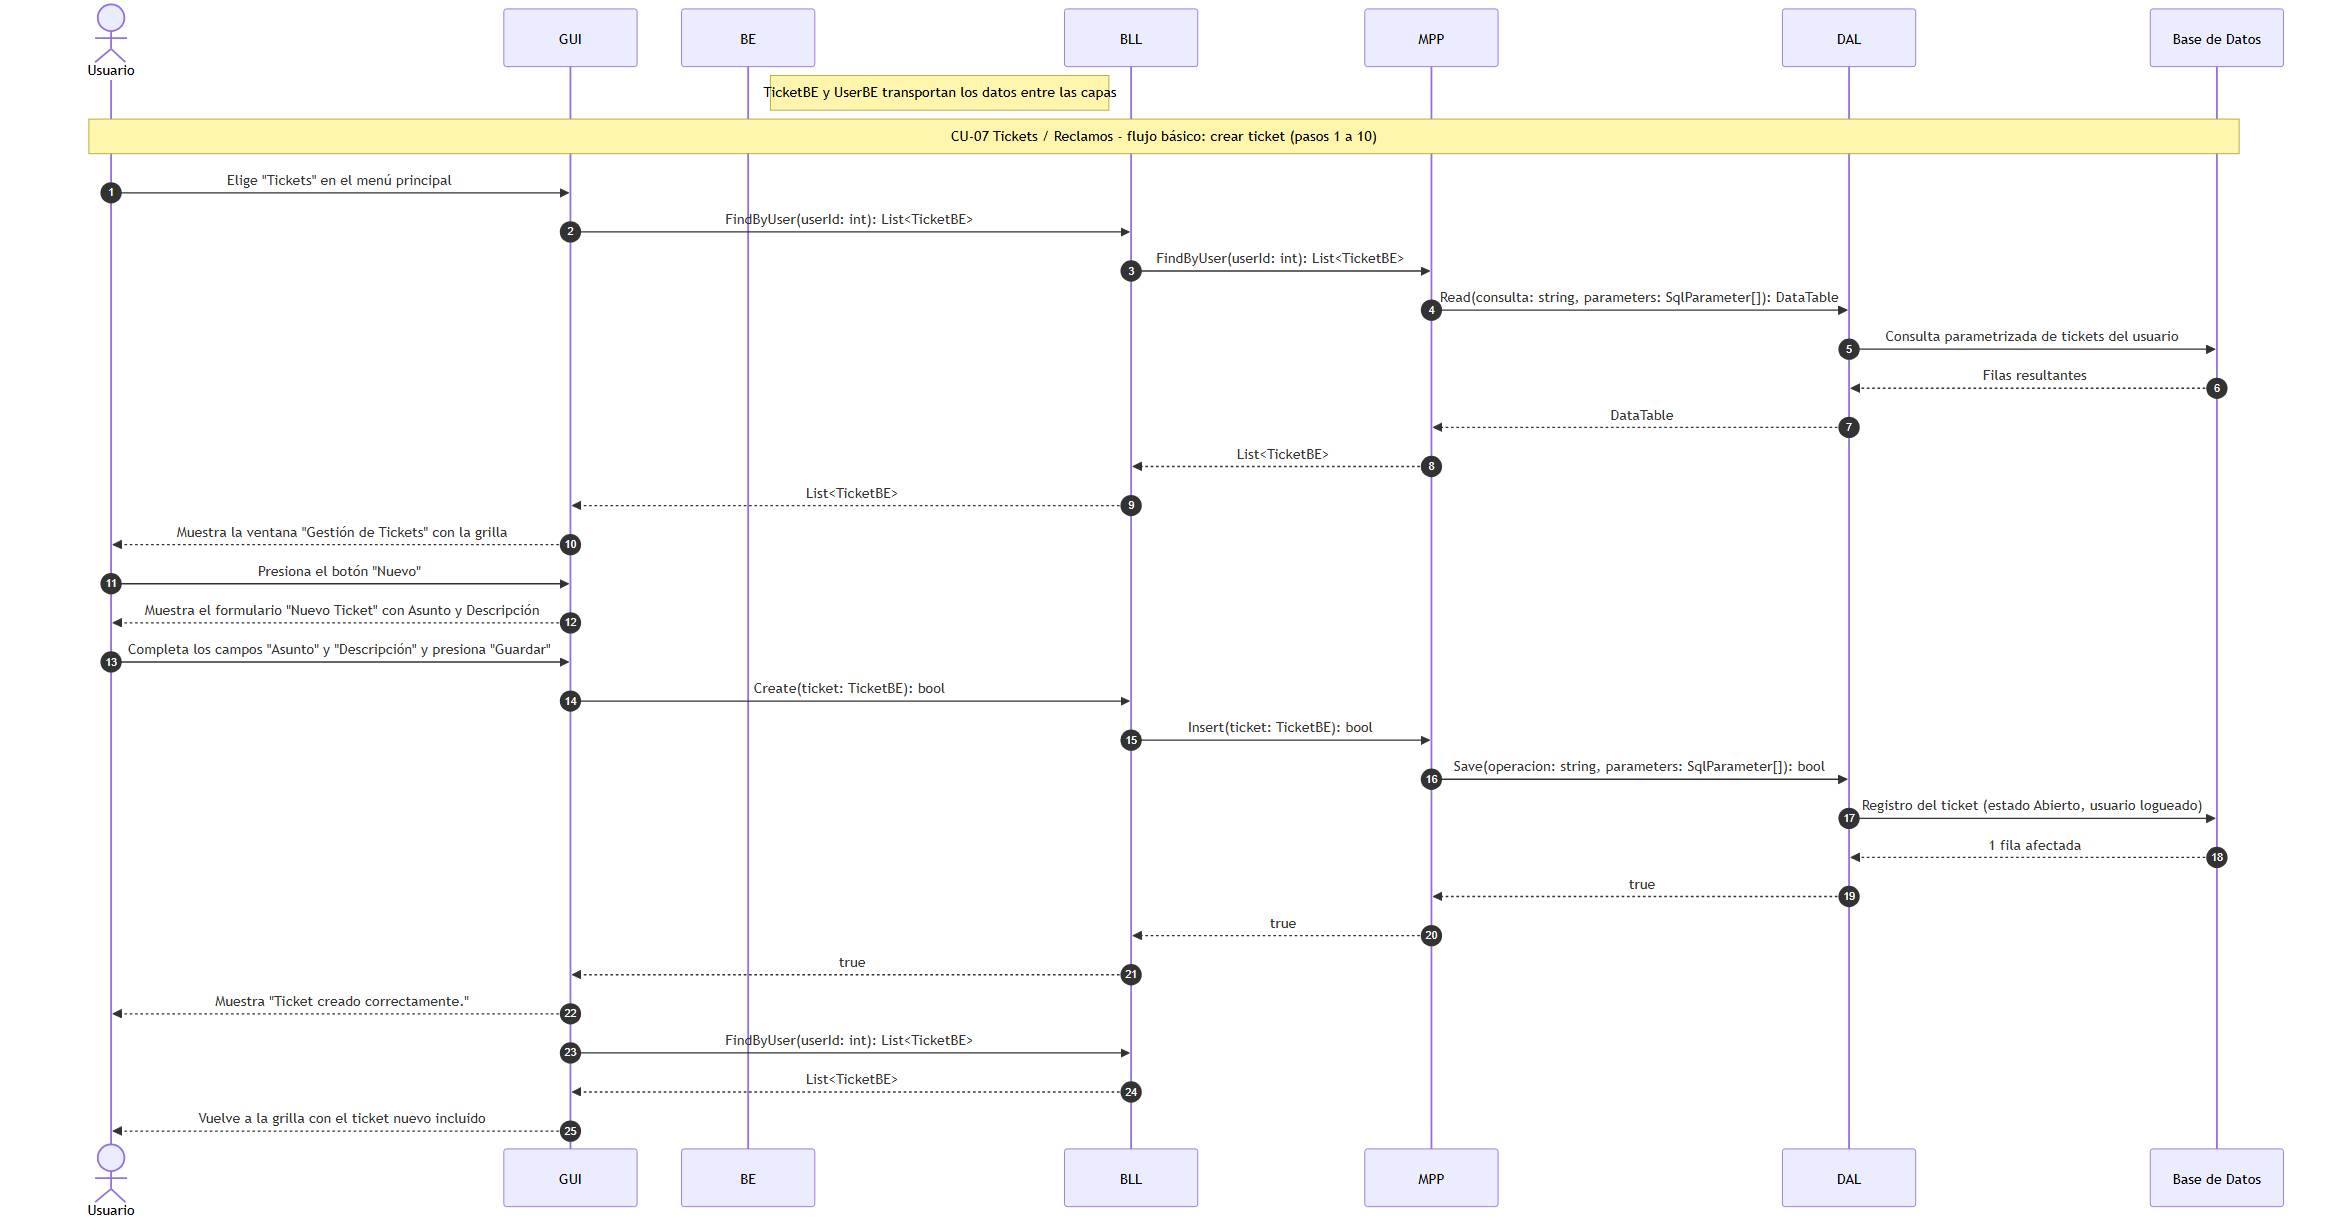 Usuario
GUI
BE
BLL
MPP
DAL
Base de Datos
TicketBE y UserBE transportan los datos entre las capas
CU-07 Tickets / Reclamos - flujo básico: crear ticket (pasos 1 a 10)
1 Elige "Tickets" en el menú principal
2 FindByUser(userId: int): List<TicketBE>
3 FindByUser(userId: int): List<TicketBE>
4 Read(consulta: string, parameters: SqlParameter[]): DataTable
5 Consulta parametrizada de tickets del usuario
6 Filas resultantes
7 DataTable
8 List<TicketBE>
9 List<TicketBE>
10 Muestra la ventana "Gestión de Tickets" con la grilla
11 Presiona el botón "Nuevo"
12 Muestra el formulario "Nuevo Ticket" con Asunto y Descripción
13 Completa los campos "Asunto" y "Descripción" y presiona "Guardar"
14 Create(ticket: TicketBE): bool
15 Insert(ticket: TicketBE): bool
16 Save(operacion: string, parameters: SqlParameter[]): bool
17 Registro del ticket (estado Abierto, usuario logueado)
18 1 fila afectada
19 true
20 true
21 true
22 Muestra "Ticket creado correctamente."
23 FindByUser(userId: int): List<TicketBE>
24 List<TicketBE>
25 Vuelve a la grilla con el ticket nuevo incluido
Usuario
GUI
BE
BLL
MPP
DAL
Base de Datos